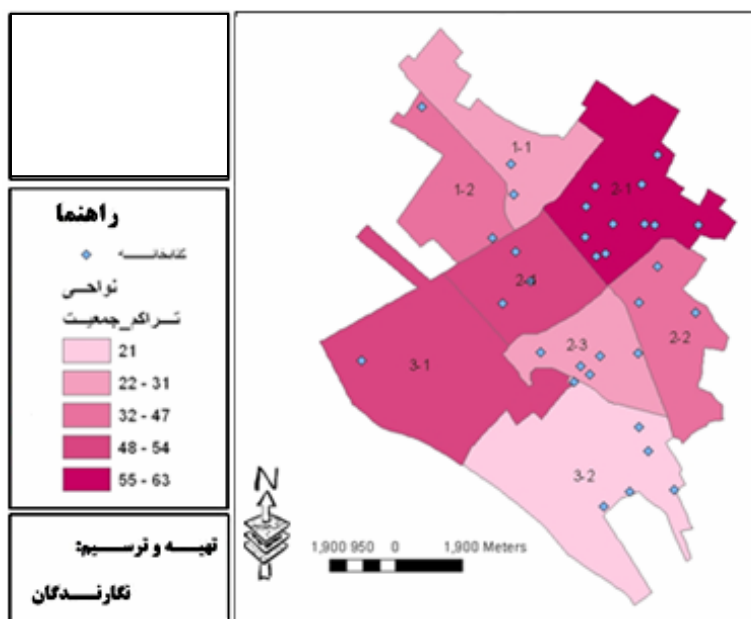 راهنما
کتابخانه
نواحی
تراکم_جمعیت
21
22 - 31
32 - 47
48 - 54
55 - 63
تهیه و ترسیم:
نگارندگان
1-1
1-2
2-1
2-4
2-2
2-3
3-1
3-2
N
1,900 950 0 1,900 Meters